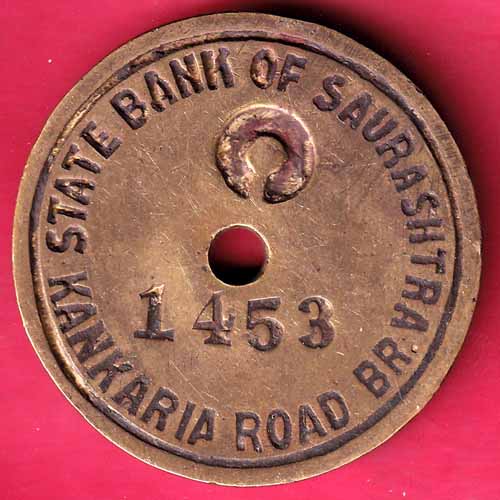 STATE BANK OF SAURASHTRA
C
1453
KANKARIA ROAD BR.